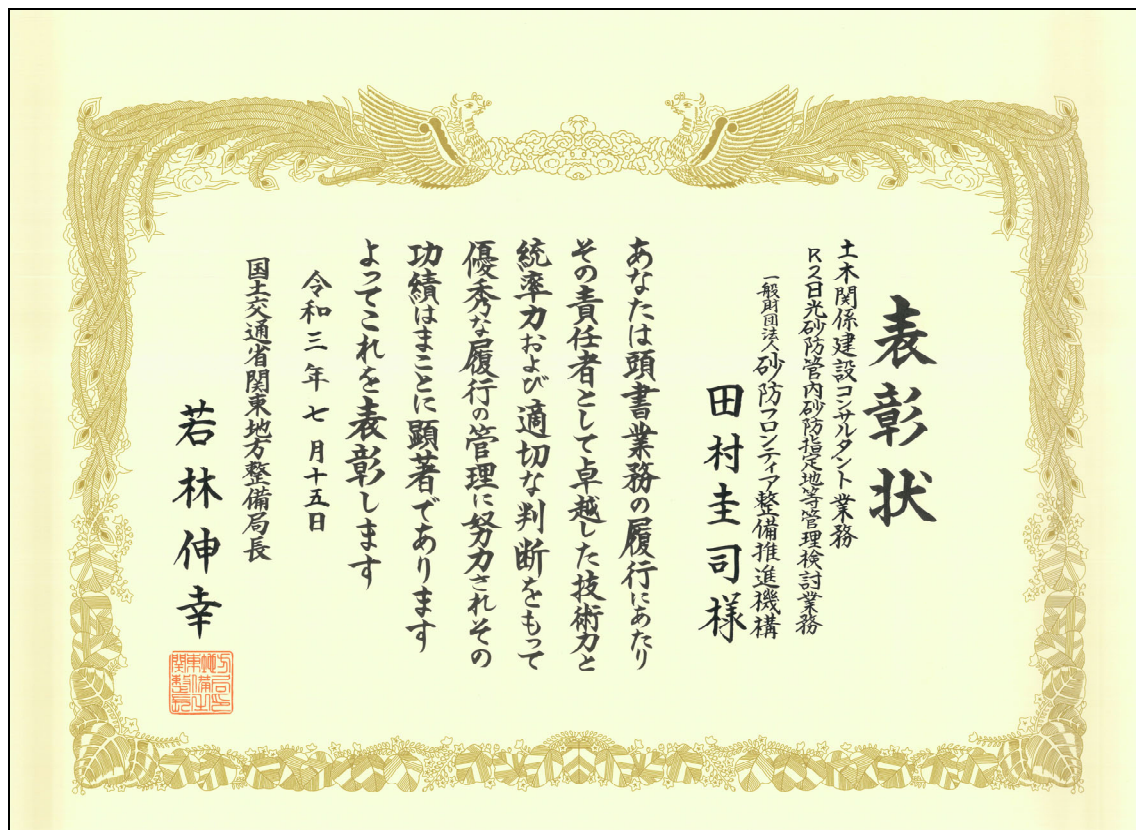 表彰状
土木関係建設コンサルタント業務
R2日光砂防管内砂防指定地等管理検討業務
一般財団法人砂防フロンティア整備推進機構
田村圭司様
あなたは頭書業務の履行にあたり
その責任者として卓越した技術力と
統率力および適切な判断をもって
優秀な履行の管理に努力されその
功績はまことに顕著であります
よってこれを表彰します
令和三年七月十五日
国土交通省関東地方整備局長
若林伸幸